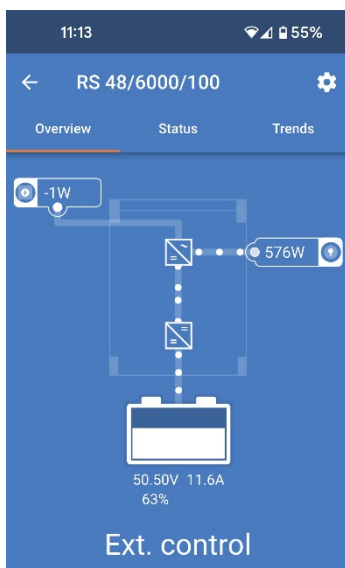 11:13 55%
RS 48/6000/100
Overview Status Trends
-1W
576W
50.50V 11.6A
63%
Ext. control